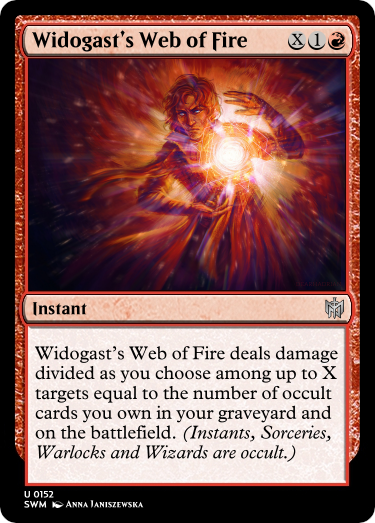 Widogast's Web of Fire X 1
Instant
Widogast's Web of Fire deals damage
divided as you choose among up to X
targets equal to the number of occult
cards you own in your graveyard and
on the battlefield. (Instants, Sorceries,
Warlocks and Wizards are occult.)
U 0152
SWM Anna Janiszewska